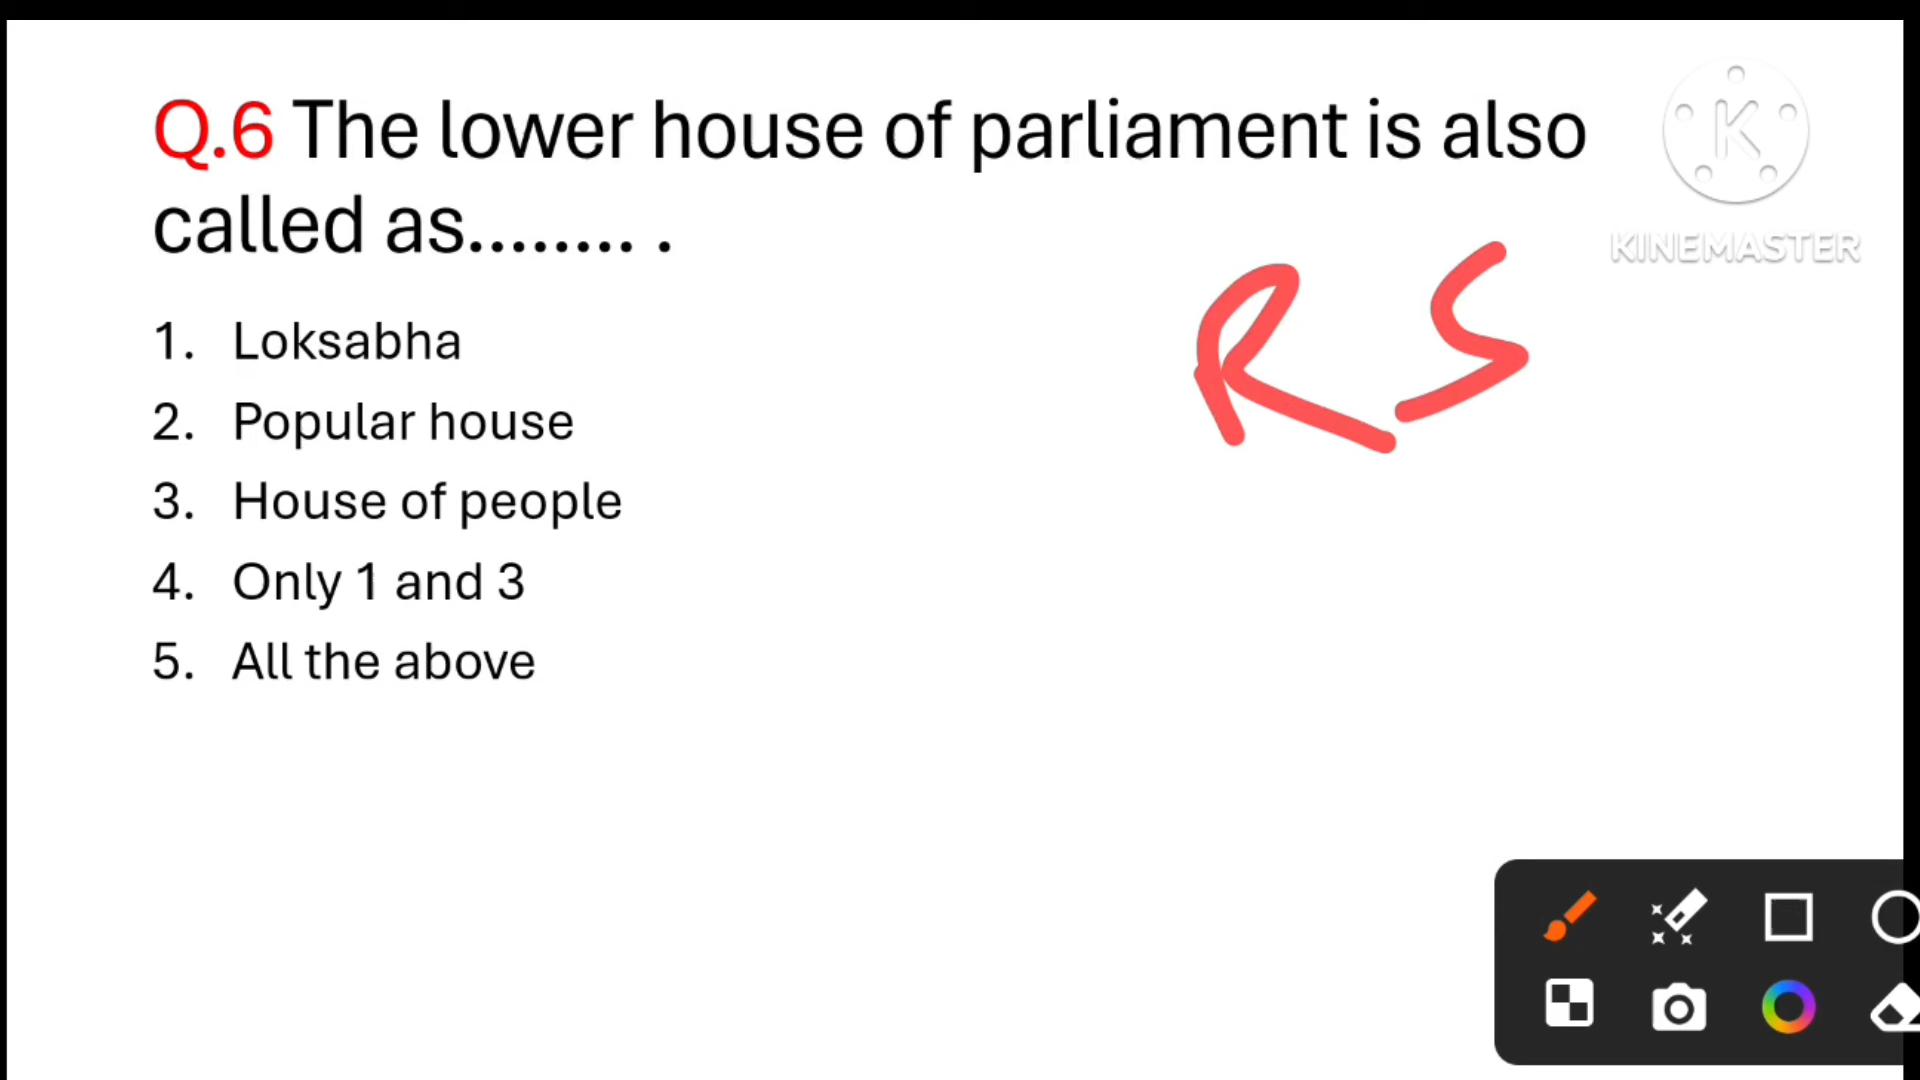 Q.6 The lower house of parliament is also
called as........ .
K
KINEMASTER
RS
1. Loksabha
2. Popular house
3. House of people
4. Only 1 and 3
5. All the above